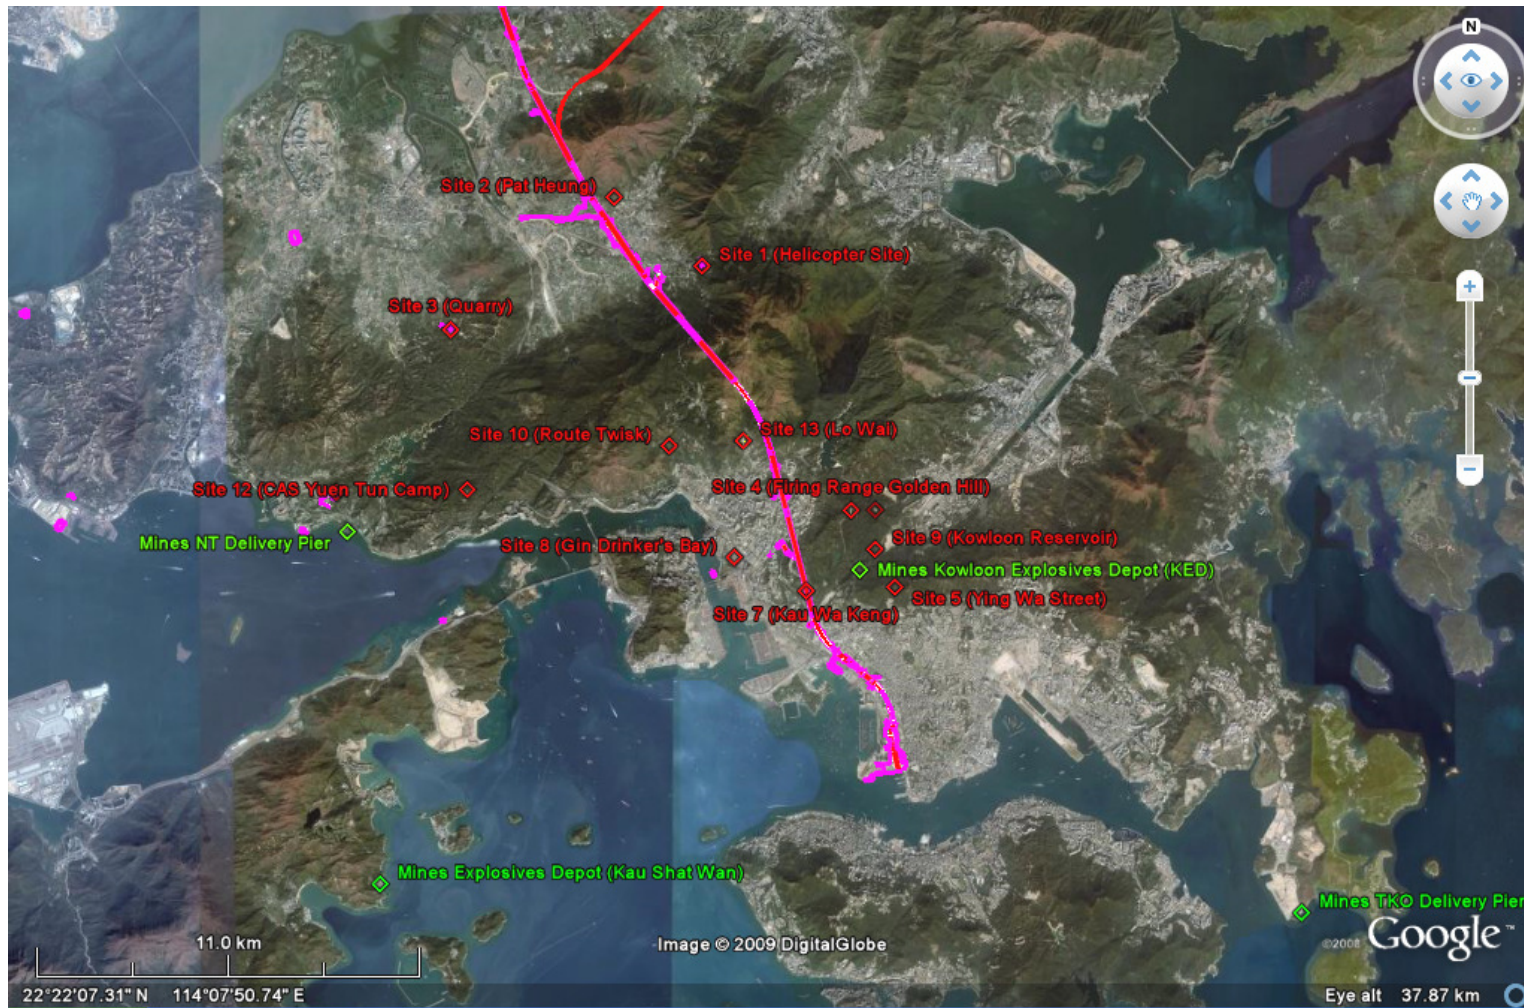 N
Site 2 (Pat Heung)
Site 1 (Helicopter Site)
Site 3 (Quarry)
Site 13 (Lo Wai)
Site 10 (Route Twisk)
Site 12 (CAS Yuen Tun Camp)
Site 4 (Firing Range Golden Hill)
Mines NT Delivery Pier
Site 8 (Gin Drinker's Bay)
Site 9 (Kowloon Reservoir)
Mines Kowloon Explosives Depot (KED)
Site 5 (Ying Wa Street)
Site 7 (Kau Wa Keng)
Mines Explosives Depot (Kau Shat Wan)
Mines TKO Delivery Pier
11.0 km
Image © 2009 DigitalGlobe
©2008 Google™
22°22'07.31" N 114°07'50.74" E
Eye alt 37.87 km